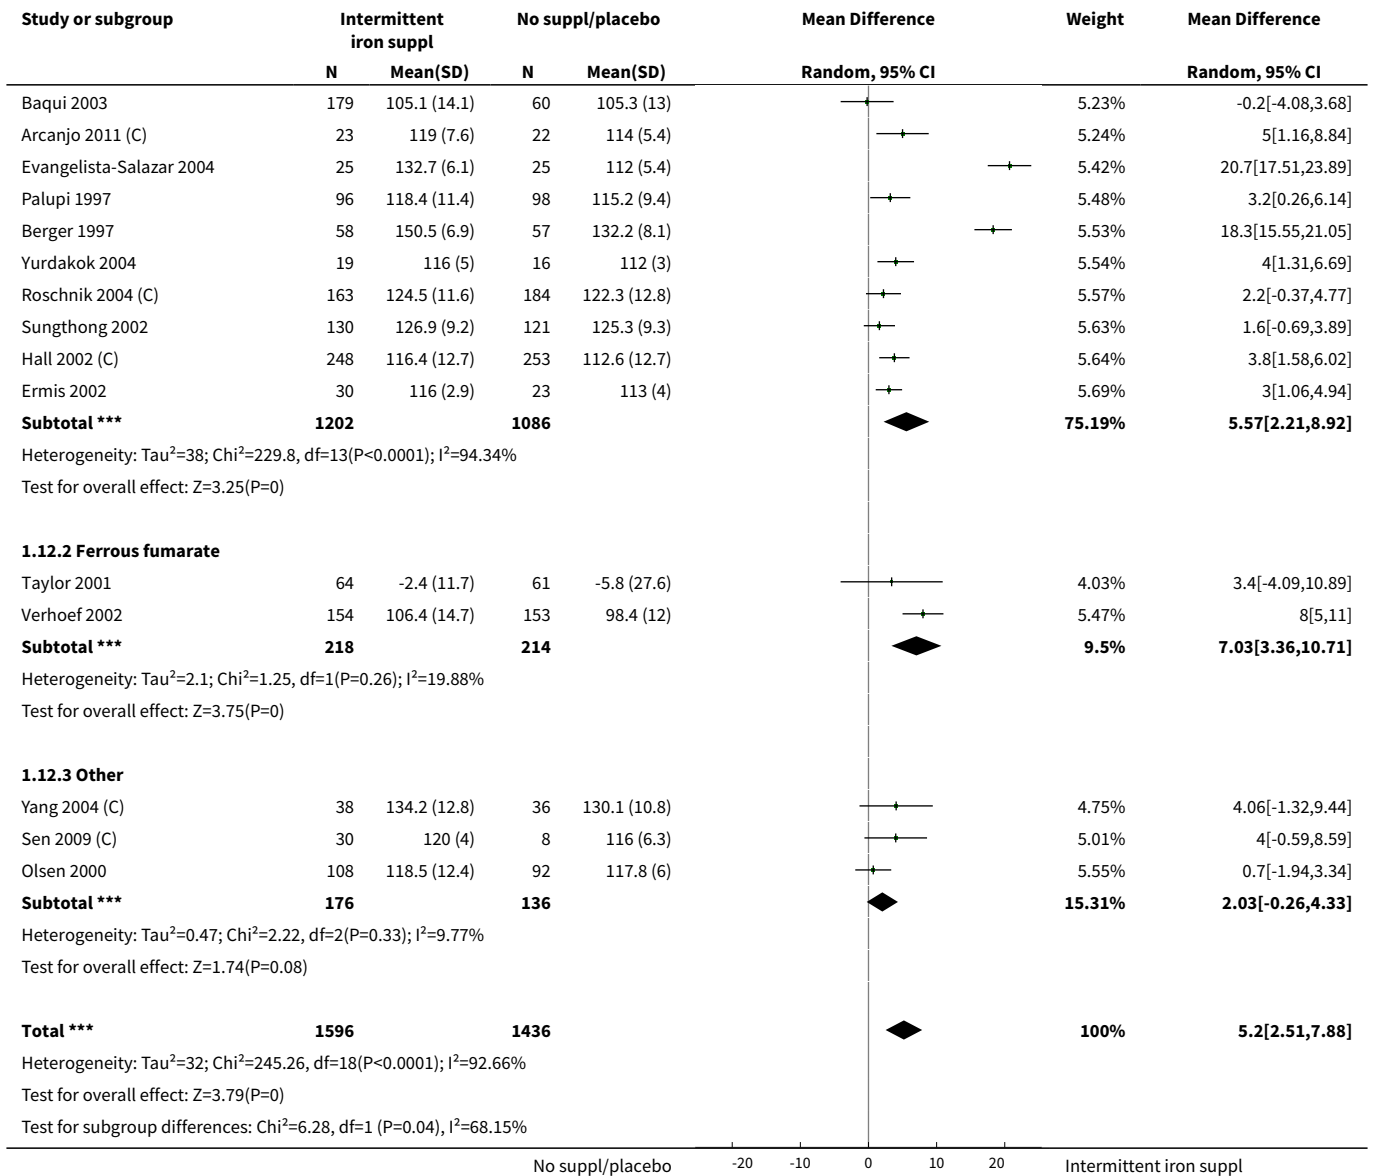 Study or subgroup Intermittent iron suppl No suppl/placebo Mean Difference Weight Mean Difference
N Mean(SD) N Mean(SD) Random, 95% CI Random, 95% CI
Baqui 2003 179 105.1 (14.1) 60 105.3 (13) 5.23% -0.2[-4.08,3.68]
Arcanjo 2011 (C) 23 119 (7.6) 22 114 (5.4) 5.24% 5[1.16,8.84]
Evangelista-Salazar 2004 25 132.7 (6.1) 25 112 (5.4) 5.42% 20.7[17.51,23.89]
Palupi 1997 96 118.4 (11.4) 98 115.2 (9.4) 5.48% 3.2[0.26,6.14]
Berger 1997 58 150.5 (6.9) 57 132.2 (8.1) 5.53% 18.3[15.55,21.05]
Yurdakok 2004 19 116 (5) 16 112 (3) 5.54% 4[1.31,6.69]
Roschnik 2004 (C) 163 124.5 (11.6) 184 122.3 (12.8) 5.57% 2.2[-0.37,4.77]
Sungthong 2002 130 126.9 (9.2) 121 125.3 (9.3) 5.63% 1.6[-0.69,3.89]
Hall 2002 (C) 248 116.4 (12.7) 253 112.6 (12.7) 5.64% 3.8[1.58,6.02]
Ermis 2002 30 116 (2.9) 23 113 (4) 5.69% 3[1.06,4.94]
Subtotal *** 1202 1086 75.19% 5.57[2.21,8.92]
Heterogeneity: Tau²=38; Chi²=229.8, df=13(P<0.0001); I²=94.34%
Test for overall effect: Z=3.25(P=0)
1.12.2 Ferrous fumarate
Taylor 2001 64 -2.4 (11.7) 61 -5.8 (27.6) 4.03% 3.4[-4.09,10.89]
Verhoef 2002 154 106.4 (14.7) 153 98.4 (12) 5.47% 8[5,11]
Subtotal *** 218 214 9.5% 7.03[3.36,10.71]
Heterogeneity: Tau²=2.1; Chi²=1.25, df=1(P=0.26); I²=19.88%
Test for overall effect: Z=3.75(P=0)
1.12.3 Other
Yang 2004 (C) 38 134.2 (12.8) 36 130.1 (10.8) 4.75% 4.06[-1.32,9.44]
Sen 2009 (C) 30 120 (4) 8 116 (6.3) 5.01% 4[-0.59,8.59]
Olsen 2000 108 118.5 (12.4) 92 117.8 (6) 5.55% 0.7[-1.94,3.34]
Subtotal *** 176 136 15.31% 2.03[-0.26,4.33]
Heterogeneity: Tau²=0.47; Chi²=2.22, df=2(P=0.33); I²=9.77%
Test for overall effect: Z=1.74(P=0.08)
Total *** 1596 1436 100% 5.2[2.51,7.88]
Heterogeneity: Tau²=32; Chi²=245.26, df=18(P<0.0001); I²=92.66%
Test for overall effect: Z=3.79(P=0)
Test for subgroup differences: Chi²=6.28, df=1 (P=0.04), I²=68.15%
No suppl/placebo -20 -10 0 10 20 Intermittent iron suppl